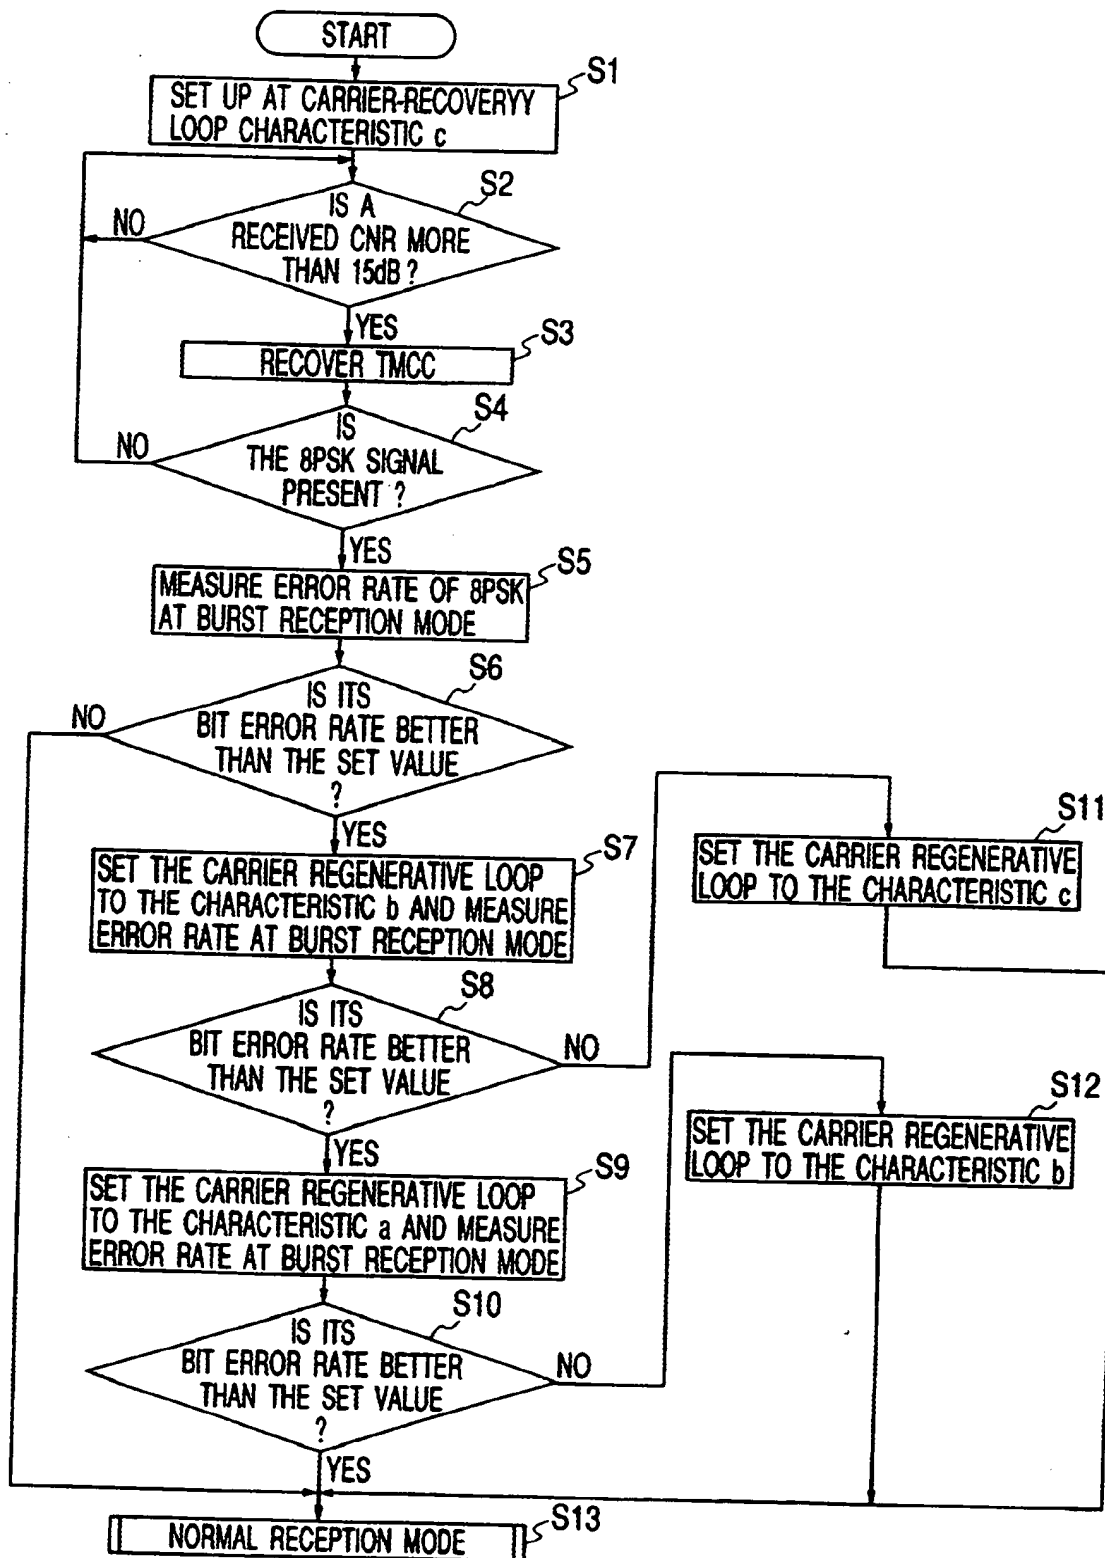 START
S1
SET UP AT CARRIER-RECOVERYY
LOOP CHARACTERISTIC c
S2
IS A
RECEIVED CNR MORE
THAN 15dB ?
NO
YES
S3
RECOVER TMCC
S4
IS
THE 8PSK SIGNAL
PRESENT ?
NO
YES
S5
MEASURE ERROR RATE OF 8PSK
AT BURST RECEPTION MODE
S6
IS ITS
BIT ERROR RATE BETTER
THAN THE SET VALUE
?
NO
YES
S7
SET THE CARRIER REGENERATIVE LOOP
TO THE CHARACTERISTIC b AND MEASURE
ERROR RATE AT BURST RECEPTION MODE
S8
IS ITS
BIT ERROR RATE BETTER
THAN THE SET VALUE
?
NO
YES
S11
SET THE CARRIER REGENERATIVE
LOOP TO THE CHARACTERISTIC c
S9
SET THE CARRIER REGENERATIVE LOOP
TO THE CHARACTERISTIC a AND MEASURE
ERROR RATE AT BURST RECEPTION MODE
S10
IS ITS
BIT ERROR RATE BETTER
THAN THE SET VALUE
?
NO
YES
S12
SET THE CARRIER REGENERATIVE
LOOP TO THE CHARACTERISTIC b
S13
NORMAL RECEPTION MODE